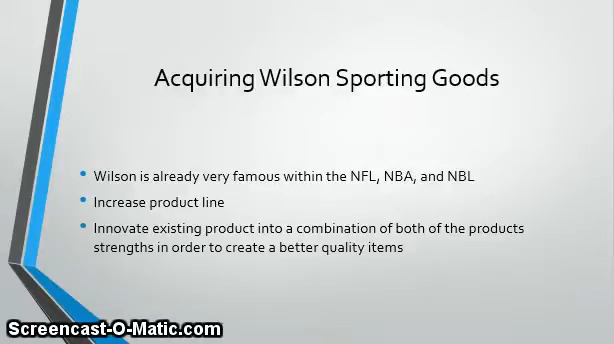 Acquiring Wilson Sporting Goods
• Wilson is already very famous within the NFL, NBA, and NBL
• Increase product line
• Innovate existing product into a combination of both of the products
strengths in order to create a better quality items
Screencast-O-Matic.com